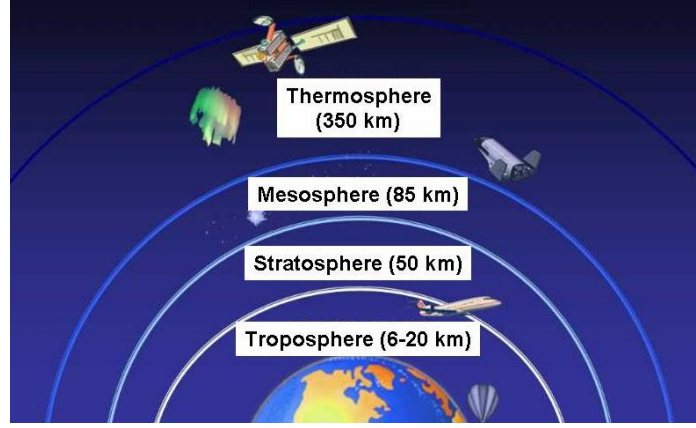 Thermosphere
(350 km)
Mesosphere (85 km)
Stratosphere (50 km)
Troposphere (6-20 km)